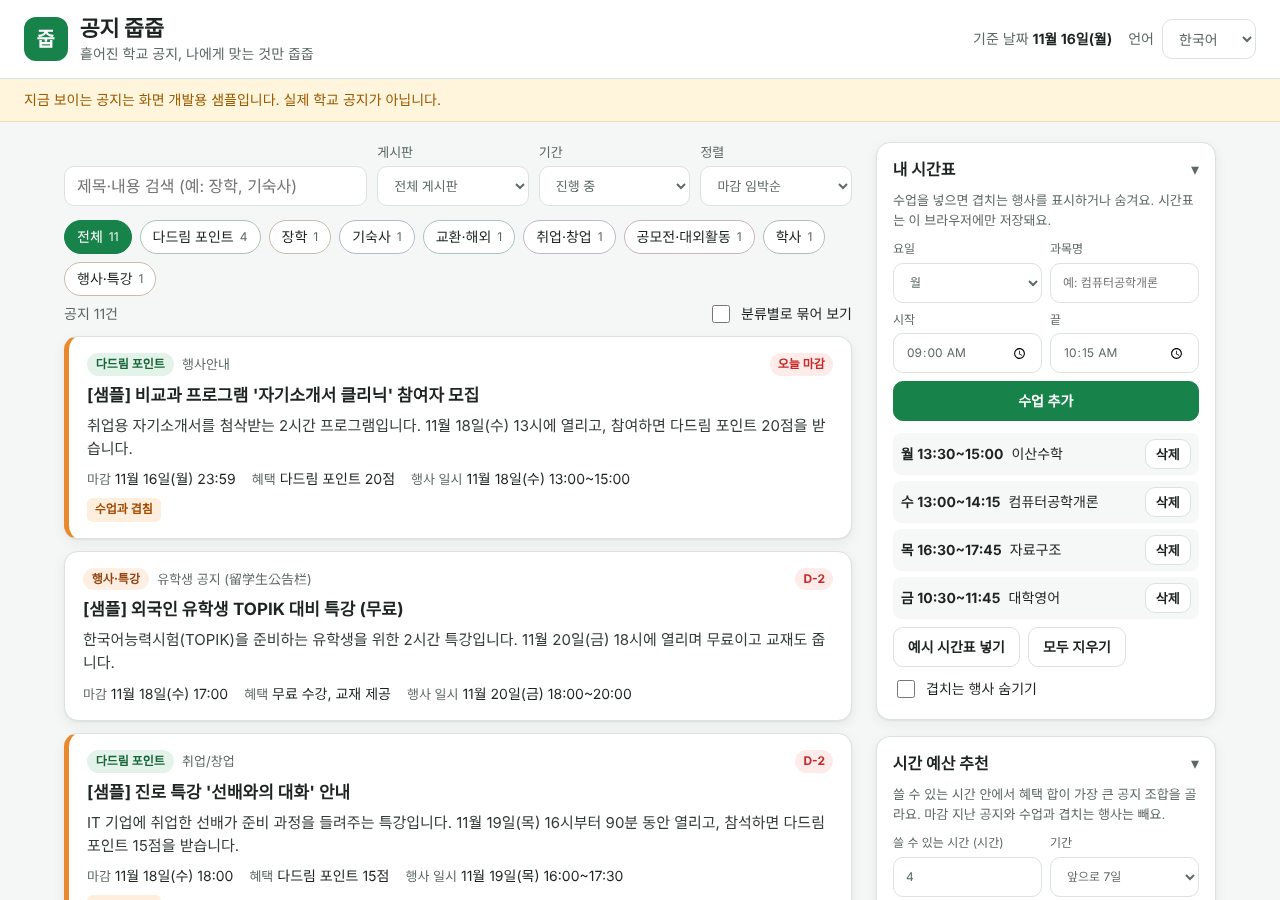 줍
공지 줍줍
흩어진 학교 공지, 나에게 맞는 것만 줍줍
기준 날짜 11월 16일(월)
언어
한국어
지금 보이는 공지는 화면 개발용 샘플입니다. 실제 학교 공지가 아닙니다.
제목·내용 검색 (예: 장학, 기숙사)
게시판
전체 게시판
기간
진행 중
정렬
마감 임박순
전체 11
다드림 포인트 4
장학 1
기숙사 1
교환·해외 1
취업·창업 1
공모전·대외활동 1
학사 1
행사·특강 1
공지 11건
분류별로 묶어 보기
다드림 포인트 행사안내
오늘 마감
[샘플] 비교과 프로그램 '자기소개서 클리닉' 참여자 모집
취업용 자기소개서를 첨삭받는 2시간 프로그램입니다. 11월 18일(수) 13시에 열리고, 참여하면 다드림 포인트 20점을 받
습니다.
마감 11월 16일(월) 23:59 혜택 다드림 포인트 20점 행사 일시 11월 18일(수) 13:00~15:00
수업과 겹침
행사·특강 유학생 공지 (留学生公告栏)
D-2
[샘플] 외국인 유학생 TOPIK 대비 특강 (무료)
한국어능력시험(TOPIK)을 준비하는 유학생을 위한 2시간 특강입니다. 11월 20일(금) 18시에 열리며 무료이고 교재도 줍
니다.
마감 11월 18일(수) 17:00 혜택 무료 수강, 교재 제공 행사 일시 11월 20일(금) 18:00~20:00
다드림 포인트 취업/창업
D-2
[샘플] 진로 특강 '선배와의 대화' 안내
IT 기업에 취업한 선배가 준비 과정을 들려주는 특강입니다. 11월 19일(목) 16시부터 90분 동안 열리고, 참석하면 다드림
포인트 15점을 받습니다.
마감 11월 18일(수) 18:00 혜택 다드림 포인트 15점 행사 일시 11월 19일(목) 16:00~17:30
내 시간표 ▼
수업을 넣으면 겹치는 행사를 표시하거나 숨겨요. 시간표
는 이 브라우저에만 저장돼요.
요일
월
과목명
예: 컴퓨터공학개론
시작
09:00 AM
끝
10:15 AM
수업 추가
월 13:30~15:00 이산수학 삭제
수 13:00~14:15 컴퓨터공학개론 삭제
목 16:30~17:45 자료구조 삭제
금 10:30~11:45 대학영어 삭제
예시 시간표 넣기
모두 지우기
겹치는 행사 숨기기
시간 예산 추천 ▼
쓸 수 있는 시간 안에서 혜택 합이 가장 큰 공지 조합을 골
라요. 마감 지난 공지와 수업과 겹치는 행사는 빼요.
쓸 수 있는 시간 (시간)
4
기간
앞으로 7일